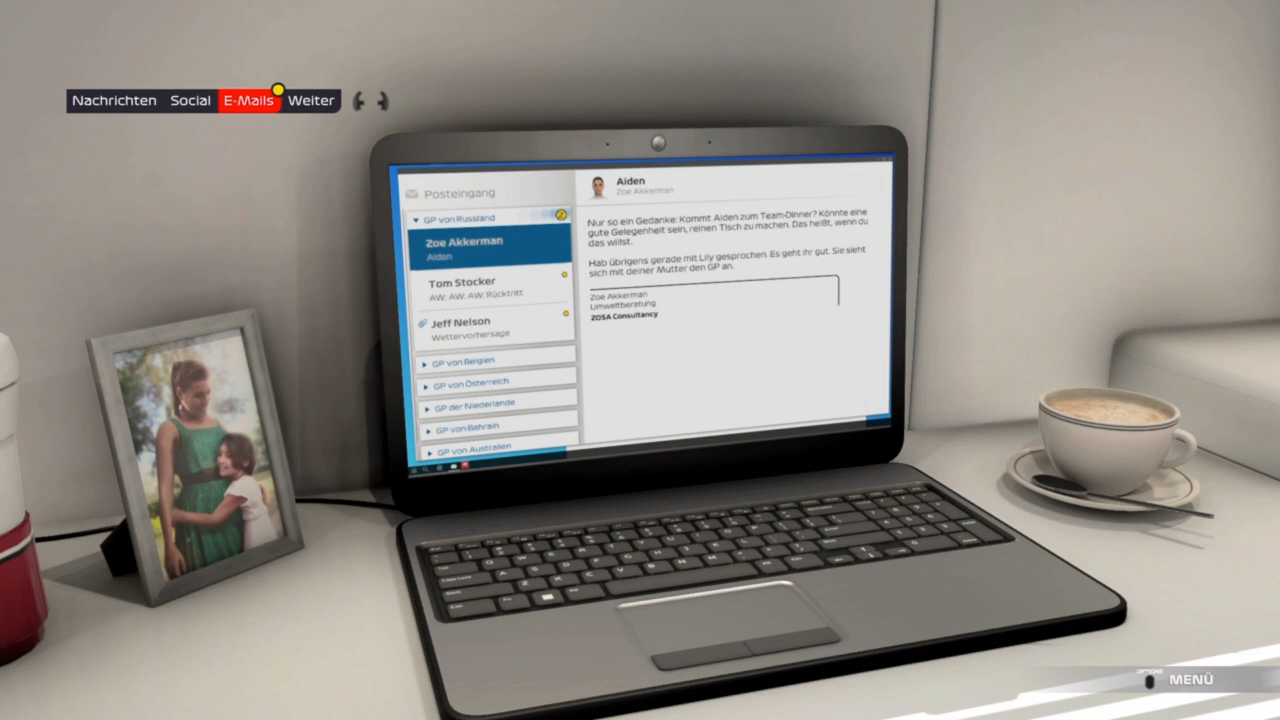 Nachrichten Social E-Mails Weiter
Posteingang
GP von Russland 2
Zoe Akkerman
Aiden
Tom Stocker
AW: AW: AW: Rücktritt
Jeff Nelson
Wettervorhersage
GP von Belgien
GP von Österreich
GP der Niederlande
GP von Bahrain
GP von Australien
Aiden
Zoe Akkerman
Nur so ein Gedanke: Kommt Aiden zum Team-Dinner? Könnte eine
gute Gelegenheit sein, reinen Tisch zu machen. Das heißt, wenn du
das willst.
Hab übrigens gerade mit Lily gesprochen. Es geht ihr gut. Sie sieht
sich mit deiner Mutter den GP an.
Zoe Akkerman
Umweltberatung
ZOSA Consultancy
OPTIONS
MENÜ